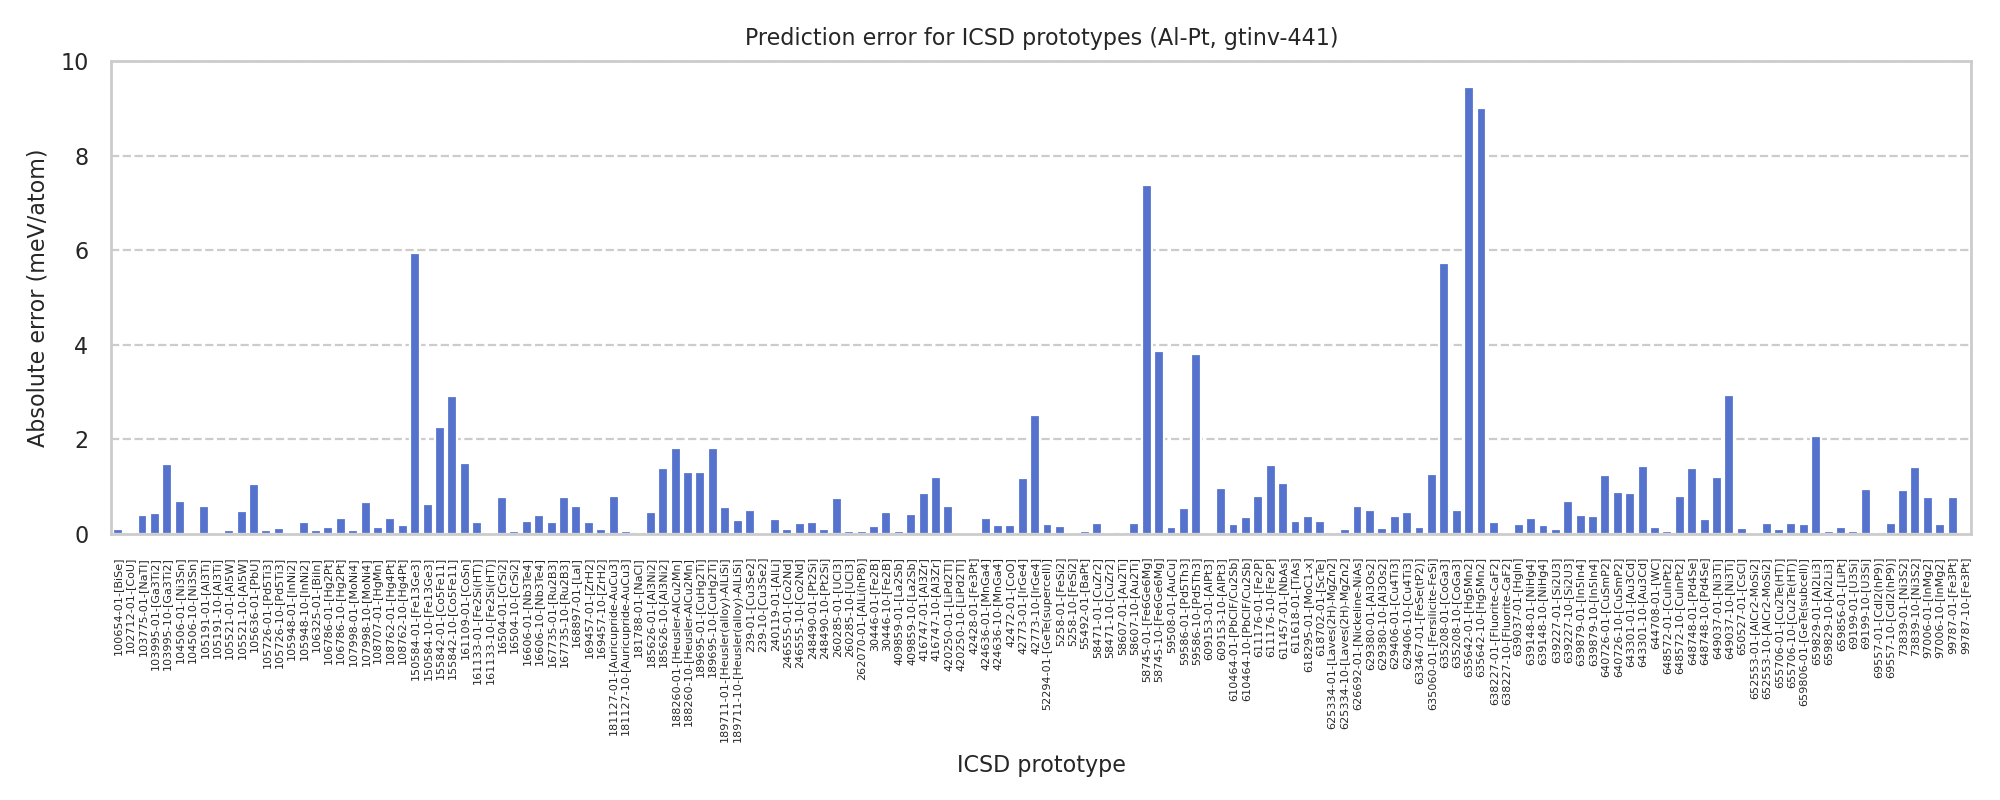 Prediction error for ICSD prototypes (Al-Pt, gtinv-441)
Absolute error (meV/atom)
10
8
6
4
2
0
100654-01-[BiSe]
102712-01-[CoU]
103775-01-[NaTl]
103995-01-[Ga3Ti2]
103995-10-[Ga3Ti2]
104506-01-[Ni3Sn]
104506-10-[Ni3Sn]
105191-01-[Al3Ti]
105191-10-[Al3Ti]
105521-01-[Al5W]
105521-10-[Al5W]
105636-01-[PbU]
105726-01-[Pd5Ti3]
105726-10-[Pd5Ti3]
105948-01-[InNi2]
105948-10-[InNi2]
106325-01-[BiIn]
106786-01-[Hg2Pt]
106786-10-[Hg2Pt]
107998-01-[MoNi4]
107998-10-[MoNi4]
108707-01-[HgMn]
108762-01-[Hg4Pt]
108762-10-[Hg4Pt]
150584-01-[Fe13Ge3]
150584-10-[Fe13Ge3]
155842-01-[Co5Fe11]
155842-10-[Co5Fe11]
161109-01-[CoSn]
161133-01-[Fe2Si(HT)]
161133-10-[Fe2Si(HT)]
16504-01-[CrSi2]
16504-10-[CrSi2]
16606-01-[Nb3Te4]
16606-10-[Nb3Te4]
167735-01-[Ru2B3]
167735-10-[Ru2B3]
168897-01-[LaI]
169457-01-[ZrH2]
169457-10-[ZrH2]
181127-01-[Auricupride-AuCu3]
181127-10-[Auricupride-AuCu3]
181788-01-[NaCl]
185626-01-[Al3Ni2]
185626-10-[Al3Ni2]
188260-01-[Heusler-AlCu2Mn]
188260-10-[Heusler-AlCu2Mn]
189695-01-[CuHg2Ti]
189695-10-[CuHg2Ti]
189711-01-[Heusler(alloy)-AlLiSi]
189711-10-[Heusler(alloy)-AlLiSi]
239-01-[Cu3Se2]
239-10-[Cu3Se2]
240119-01-[AlLi]
246555-01-[Co2Nd]
246555-10-[Co2Nd]
248490-01-[Pt2Si]
248490-10-[Pt2Si]
260285-01-[UCl3]
260285-10-[UCl3]
262070-01-[AlLi(hP8)]
30446-01-[Fe2B]
30446-10-[Fe2B]
409859-01-[La2Sb]
409859-10-[La2Sb]
416747-01-[Al3Zr]
416747-10-[Al3Zr]
420250-01-[LiPd2Tl]
420250-10-[LiPd2Tl]
42428-01-[Fe3Pt]
424636-01-[MnGa4]
424636-10-[MnGa4]
42472-01-[CoO]
42773-01-[IrGe4]
42773-10-[IrGe4]
52294-01-[GeTe(supercell)]
5258-01-[FeSi2]
5258-10-[FeSi2]
55492-01-[BaPt]
58471-01-[CuZr2]
58471-10-[CuZr2]
58607-01-[Au2Ti]
58607-10-[Au2Ti]
58745-01-[Fe6Ge6Mg]
58745-10-[Fe6Ge6Mg]
59508-01-[AuCu]
59586-01-[Pd5Th3]
59586-10-[Pd5Th3]
609153-01-[AlPt3]
609153-10-[AlPt3]
610464-01-[PbClF/Cu2Sb]
610464-10-[PbClF/Cu2Sb]
611176-01-[Fe2P]
611176-10-[Fe2P]
611457-01-[NbAs]
611618-01-[TiAs]
618295-01-[MoC1-x]
618702-01-[ScTe]
625334-01-[Laves(2H)-MgZn2]
625334-10-[Laves(2H)-MgZn2]
626692-01-[Nickeline-NiAs]
629380-01-[Al3Os2]
629380-10-[Al3Os2]
629406-01-[Cu4Ti3]
629406-10-[Cu4Ti3]
633467-01-[FeSe(tP2)]
635060-01-[Fersilicite-FeSi]
635208-01-[CoGa3]
635208-10-[CoGa3]
635642-01-[Hg5Mn2]
635642-10-[Hg5Mn2]
638227-01-[Fluorite-CaF2]
638227-10-[Fluorite-CaF2]
639037-01-[HgIn]
639148-01-[NiHg4]
639148-10-[NiHg4]
639227-01-[Si2U3]
639227-10-[Si2U3]
639879-01-[In5In4]
639879-10-[In5In4]
640726-01-[CuSmP2]
640726-10-[CuSmP2]
643301-01-[Au3Cd]
643301-10-[Au3Cd]
644708-01-[WC]
648572-01-[CuInPt2]
648572-10-[CuInPt2]
648748-01-[Pd4Se]
648748-10-[Pd4Se]
649037-01-[Ni3Ti]
649037-10-[Ni3Ti]
650527-01-[CsCl]
652553-01-[AlCr2-MoSi2]
652553-10-[AlCr2-MoSi2]
655706-01-[Cu2Te(HT)]
655706-10-[Cu2Te(HT)]
659806-01-[GeTe(subcell)]
659829-01-[Al2Li3]
659829-10-[Al2Li3]
659856-01-[LiPt]
69199-01-[U3Si]
69199-10-[U3Si]
69557-01-[CdI2(hP9)]
69557-10-[CdI2(hP9)]
73839-01-[Ni3S2]
73839-10-[Ni3S2]
97006-01-[InMg2]
97006-10-[InMg2]
99787-01-[Fe3Pt]
99787-10-[Fe3Pt]
ICSD prototype